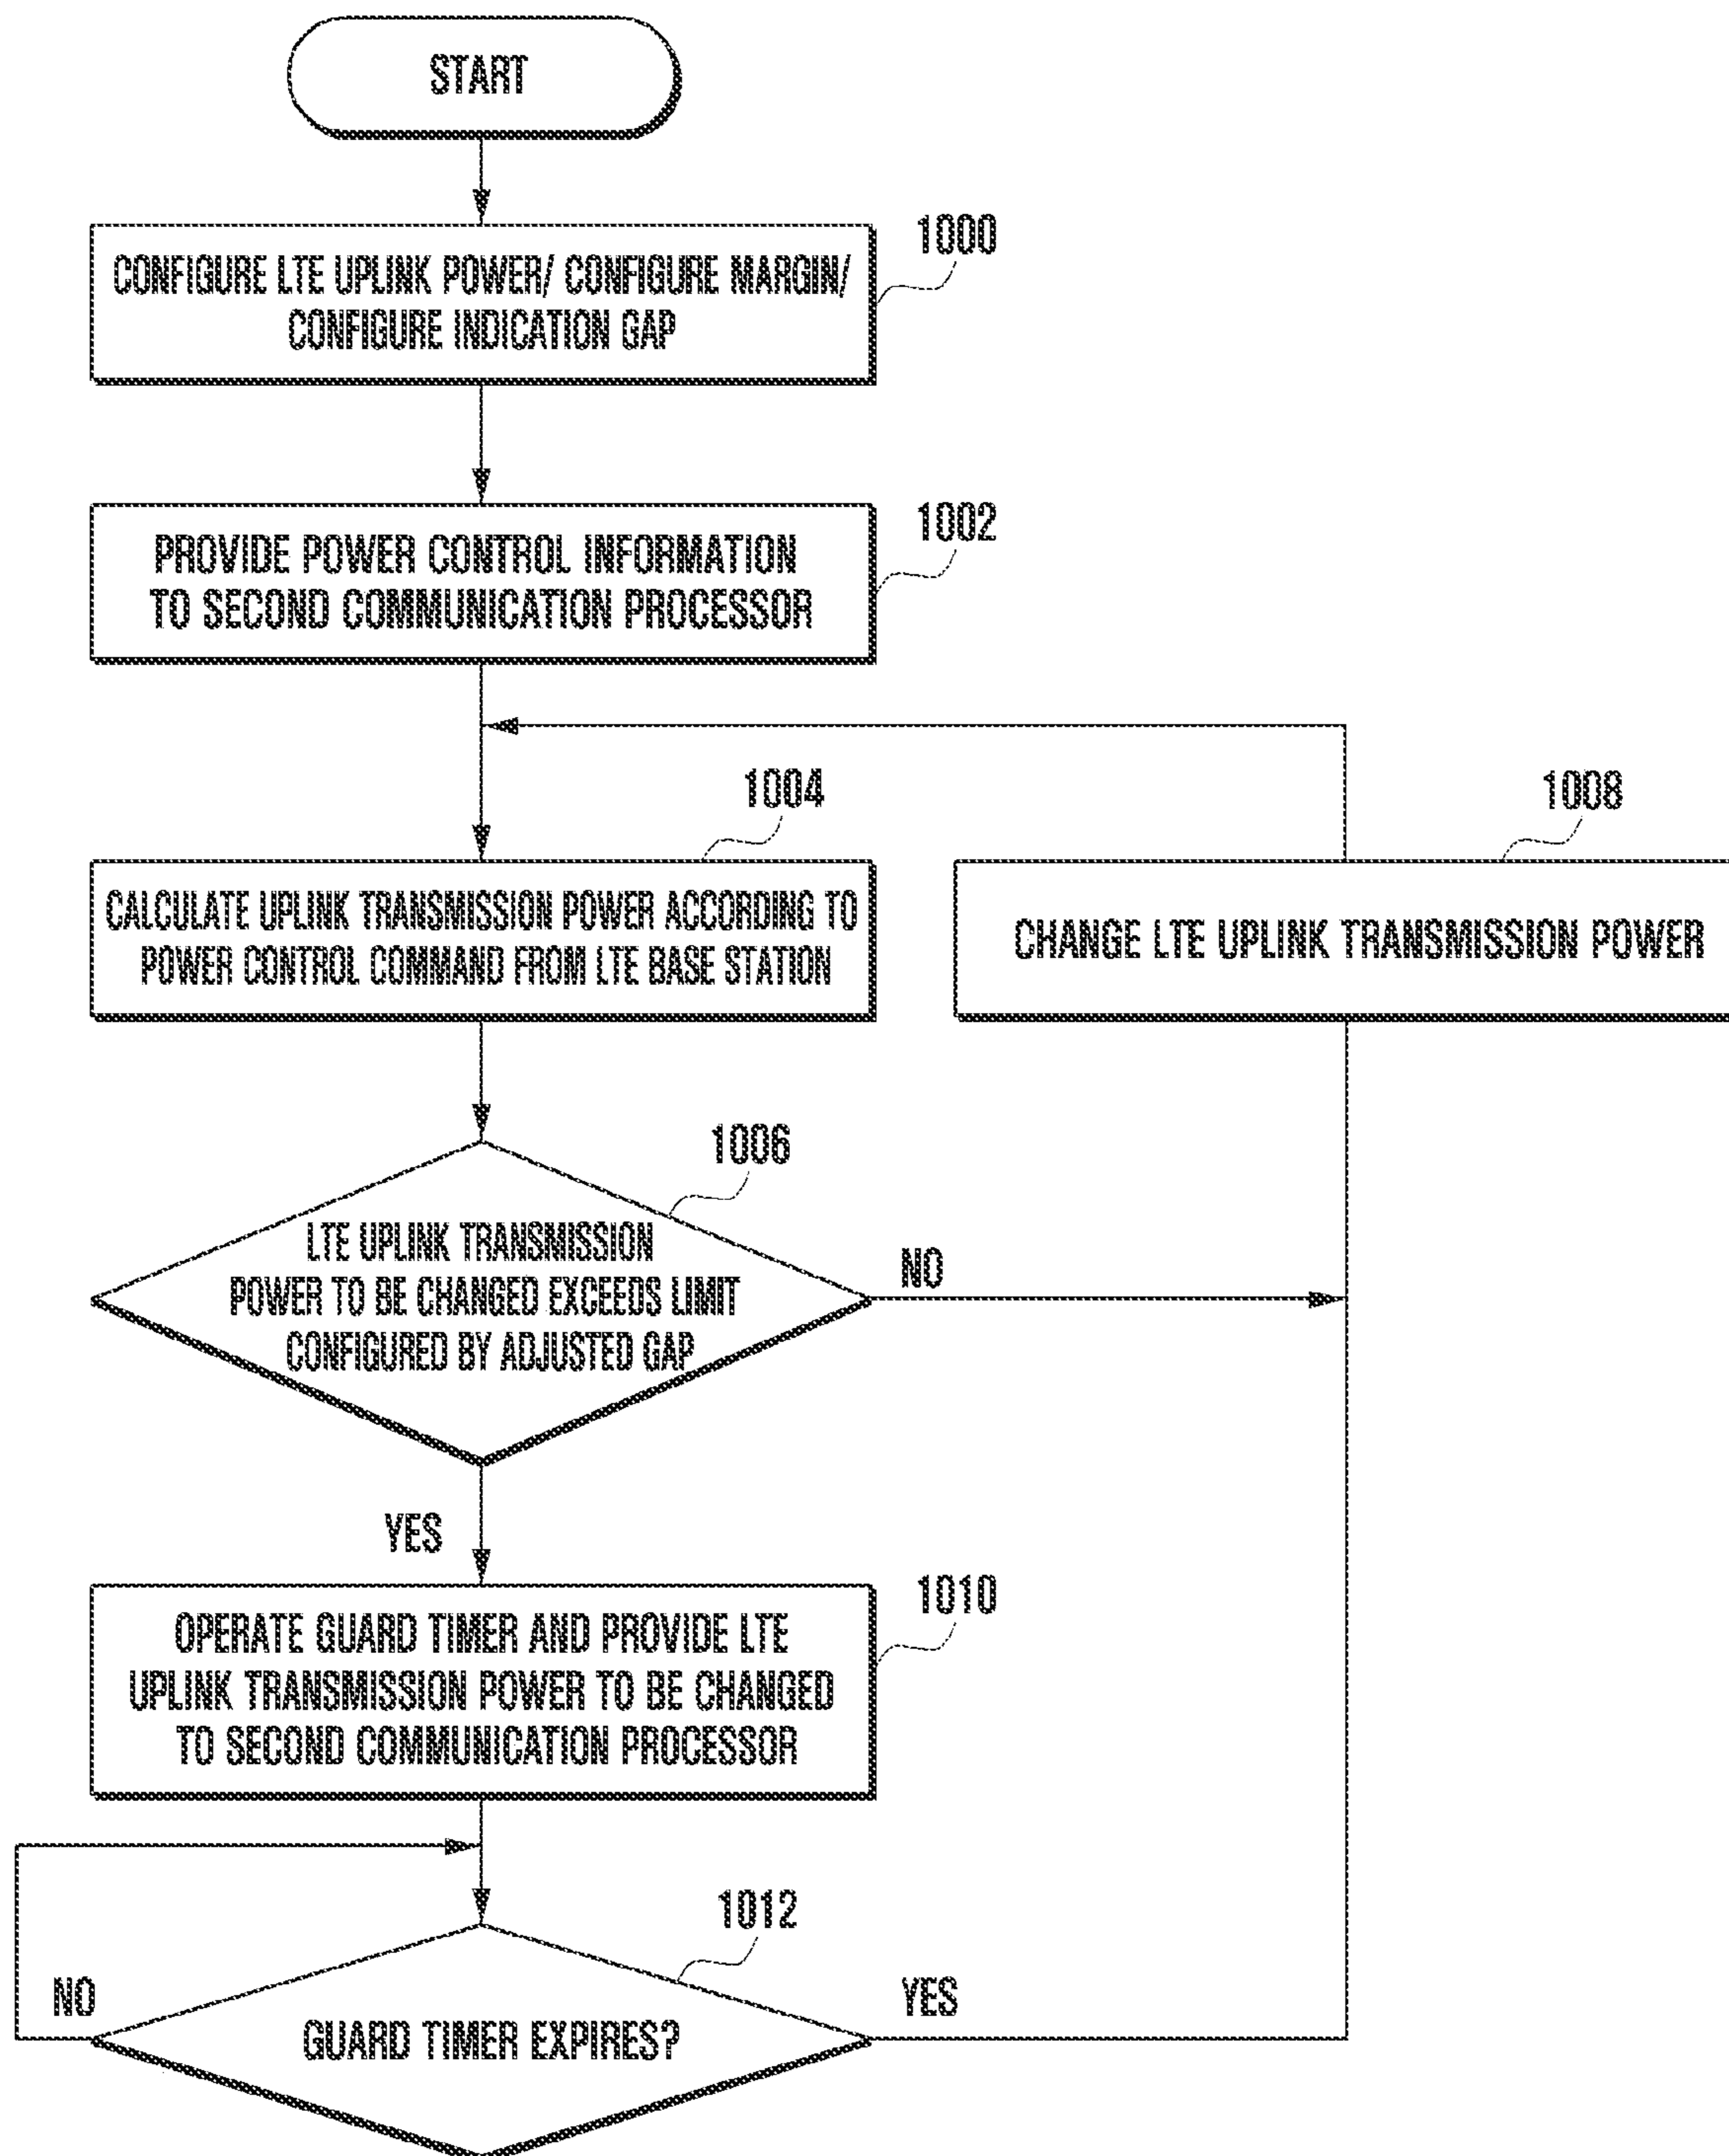 START
1000
CONFIGURE LTE UPLINK POWER/ CONFIGURE MARGIN/
CONFIGURE INDICATION GAP
1002
PROVIDE POWER CONTROL INFORMATION
TO SECOND COMMUNICATION PROCESSOR
1004
CALCULATE UPLINK TRANSMISSION POWER ACCORDING TO
POWER CONTROL COMMAND FROM LTE BASE STATION
1008
CHANGE LTE UPLINK TRANSMISSION POWER
1006
LTE UPLINK TRANSMISSION
POWER TO BE CHANGED EXCEEDS LIMIT
CONFIGURED BY ADJUSTED GAP
NO
YES
1010
OPERATE GUARD TIMER AND PROVIDE LTE
UPLINK TRANSMISSION POWER TO BE CHANGED
TO SECOND COMMUNICATION PROCESSOR
1012
NO
GUARD TIMER EXPIRES?
YES